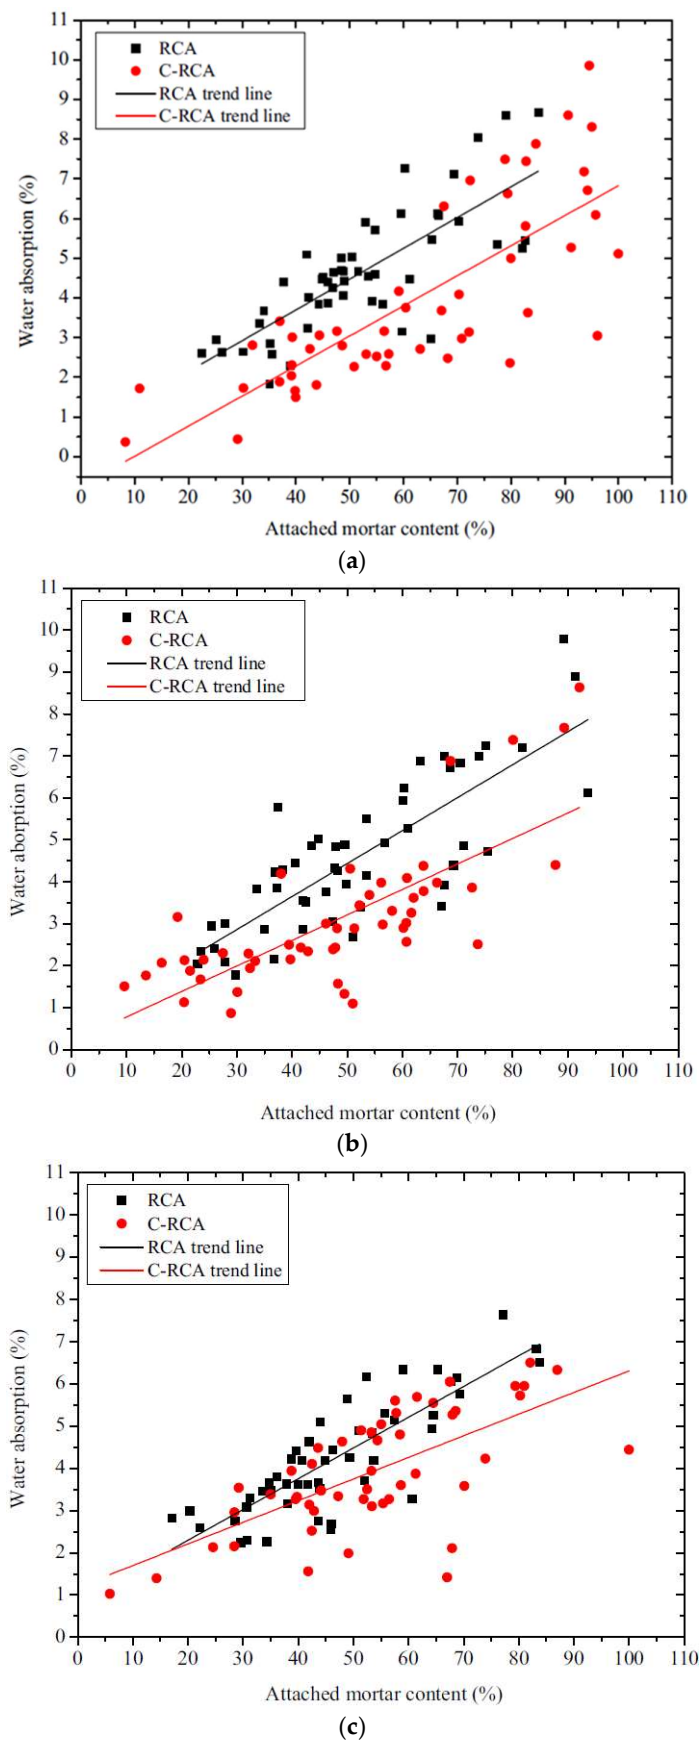 11
10
9
8
7
6
5
4
3
2
1
0
Water absorption (%)
RCA
C-RCA
RCA trend line
C-RCA trend line
0 10 20 30 40 50 60 70 80 90 100 110
Attached mortar content (%)
(a)
11
10
9
8
7
6
5
4
3
2
1
0
Water aborption (%)
RCA
C-RCA
RCA trend line
C-RCA trend line
0 10 20 30 40 50 60 70 80 90 100 110
Attached mortar content (%)
(b)
11
10
9
8
7
6
5
4
3
2
1
0
Water absorption (%)
RCA
C-RCA
RCA trend line
C-RCA trend line
0 10 20 30 40 50 60 70 80 90 100 110
Attached mortar content (%)
(c)